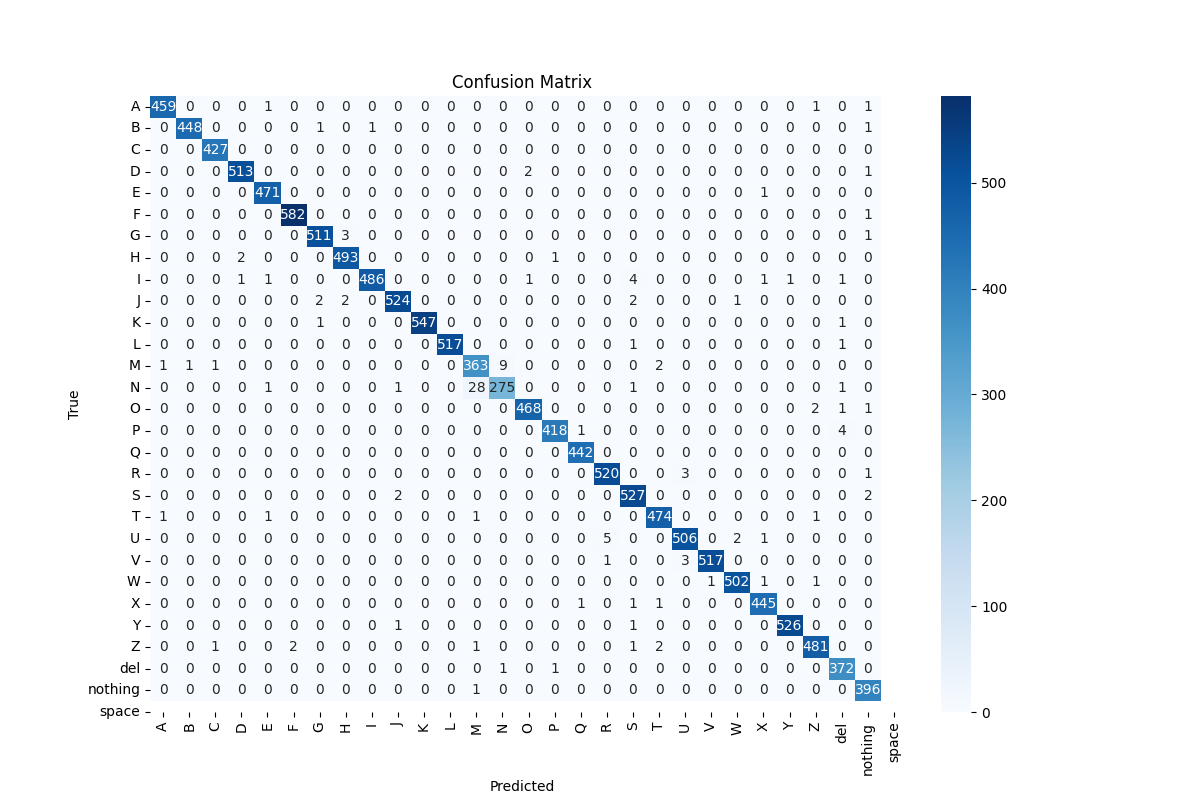 Confusion Matrix
A 459 0 0 0 1 0 0 0 0 0 0 0 0 0 0 0 0 0 0 0 0 0 0 0 0 1 0 1
B 0 448 0 0 0 0 1 0 1 0 0 0 0 0 0 0 0 0 0 0 0 0 0 0 0 0 0 1
C 0 0 427 0 0 0 0 0 0 0 0 0 0 0 0 0 0 0 0 0 0 0 0 0 0 0 0 0
D 0 0 0 513 0 0 0 0 0 0 0 0 0 0 2 0 0 0 0 0 0 0 0 0 0 0 0 1
E 0 0 0 0 471 0 0 0 0 0 0 0 0 0 0 0 0 0 0 0 0 0 0 1 0 0 0 0
F 0 0 0 0 0 582 0 0 0 0 0 0 0 0 0 0 0 0 0 0 0 0 0 0 0 0 0 1
G 0 0 0 0 0 0 511 3 0 0 0 0 0 0 0 0 0 0 0 0 0 0 0 0 0 0 0 1
H 0 0 0 2 0 0 0 493 0 0 0 0 0 0 0 1 0 0 0 0 0 0 0 0 0 0 0 0
I 0 0 0 1 1 0 0 0 486 0 0 0 0 0 1 0 0 0 4 0 0 0 0 1 1 0 1 0
J 0 0 0 0 0 0 2 2 0 524 0 0 0 0 0 0 0 0 2 0 0 0 1 0 0 0 0 0
K 0 0 0 0 0 0 1 0 0 0 547 0 0 0 0 0 0 0 0 0 0 0 0 0 0 0 1 0
L 0 0 0 0 0 0 0 0 0 0 0 517 0 0 0 0 0 0 1 0 0 0 0 0 0 0 1 0
M 1 1 1 0 0 0 0 0 0 0 0 0 363 9 0 0 0 0 0 2 0 0 0 0 0 0 0 0
N 0 0 0 0 1 0 0 0 0 1 0 0 28 275 0 0 0 0 1 0 0 0 0 0 0 0 1 0
O 0 0 0 0 0 0 0 0 0 0 0 0 0 0 468 0 0 0 0 0 0 0 0 0 0 2 1 1
P 0 0 0 0 0 0 0 0 0 0 0 0 0 0 0 418 1 0 0 0 0 0 0 0 0 0 4 0
Q 0 0 0 0 0 0 0 0 0 0 0 0 0 0 0 0 442 0 0 0 0 0 0 0 0 0 0 0
R 0 0 0 0 0 0 0 0 0 0 0 0 0 0 0 0 0 520 0 0 3 0 0 0 0 0 0 1
S 0 0 0 0 0 0 0 0 0 2 0 0 0 0 0 0 0 0 527 0 0 0 0 0 0 0 0 2
T 1 0 0 0 1 0 0 0 0 0 0 0 1 0 0 0 0 0 0 474 0 0 0 0 0 1 0 0
U 0 0 0 0 0 0 0 0 0 0 0 0 0 0 0 0 0 5 0 0 506 0 2 1 0 0 0 0
V 0 0 0 0 0 0 0 0 0 0 0 0 0 0 0 0 0 1 0 0 3 517 0 0 0 0 0 0
W 0 0 0 0 0 0 0 0 0 0 0 0 0 0 0 0 0 0 0 0 0 1 502 1 0 1 0 0
X 0 0 0 0 0 0 0 0 0 0 0 0 0 0 0 0 1 0 1 1 0 0 0 445 0 0 0 0
Y 0 0 0 0 0 0 0 0 0 1 0 0 0 0 0 0 0 0 1 0 0 0 0 0 526 0 0 0
Z 0 0 1 0 0 2 0 0 0 0 0 0 1 0 0 0 0 0 1 2 0 0 0 0 0 481 0 0
del 0 0 0 0 0 0 0 0 0 0 0 0 0 1 0 1 0 0 0 0 0 0 0 0 0 0 372 0
nothing 0 0 0 0 0 0 0 0 0 0 0 0 1 0 0 0 0 0 0 0 0 0 0 0 0 0 0 396
space
True
A B C D E F G H I J K L M N O P Q R S T U V W X Y Z del nothing space
Predicted
500
400
300
200
100
0